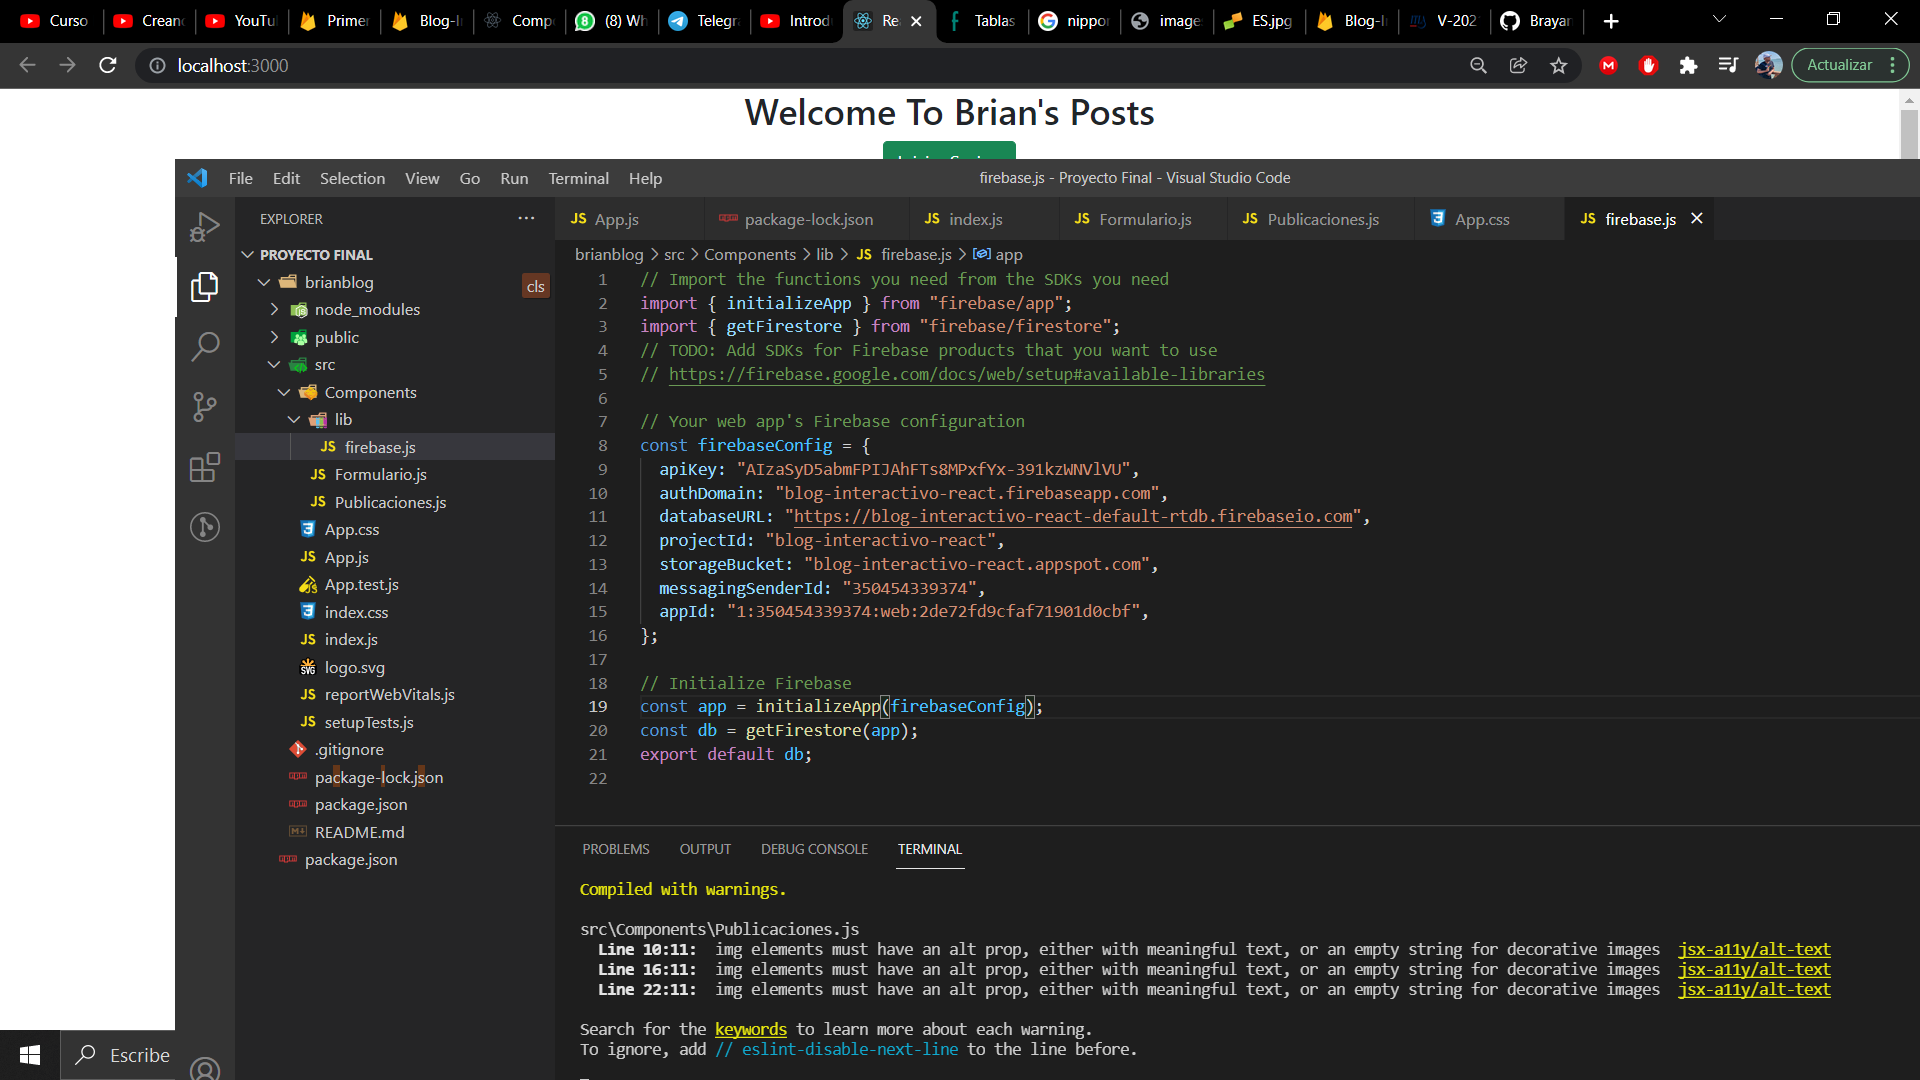 Curso
Creand
YouTu
Primer
Blog-I
Comp
(8) Wh
Telegra
Introdu
Re
Tablas
nippor
image
ES.jpg
Blog-I
V-202
Brayan
localhost:3000
Actualizar
Welcome To Brian's Posts
File Edit Selection View Go Run Terminal Help
firebase.js - Proyecto Final - Visual Studio Code
EXPLORER
JS App.js
package-lock.json
JS index.js
JS Formulario.js
JS Publicaciones.js
App.css
JS firebase.js
brianblog > src > Components > lib > JS firebase.js > app
PROYECTO FINAL
brianblog
cls
node_modules
public
src
Components
lib
JS firebase.js
JS Formulario.js
JS Publicaciones.js
App.css
JS App.js
App.test.js
index.css
JS index.js
logo.svg
JS reportWebVitals.js
JS setupTests.js
.gitignore
package-lock.json
package.json
README.md
package.json
1 // Import the functions you need from the SDKs you need
2 import { initializeApp } from "firebase/app";
3 import { getFirestore } from "firebase/firestore";
4 // TODO: Add SDKs for Firebase products that you want to use
5 // https://firebase.google.com/docs/web/setup#available-libraries
6
7 // Your web app's Firebase configuration
8 const firebaseConfig = {
9 apiKey: "AIzaSyD5abmFPIJAhFTs8MPxfYx-391kzWNVlVU",
10 authDomain: "blog-interactivo-react.firebaseapp.com",
11 databaseURL: "https://blog-interactivo-react-default-rtdb.firebaseio.com",
12 projectId: "blog-interactivo-react",
13 storageBucket: "blog-interactivo-react.appspot.com",
14 messagingSenderId: "350454339374",
15 appId: "1:350454339374:web:2de72fd9cfaf71901d0cbf",
16 };
17
18 // Initialize Firebase
19 const app = initializeApp(firebaseConfig);
20 const db = getFirestore(app);
21 export default db;
22
PROBLEMS OUTPUT DEBUG CONSOLE TERMINAL
Compiled with warnings.
src\Components\Publicaciones.js
Line 10:11: img elements must have an alt prop, either with meaningful text, or an empty string for decorative images jsx-a11y/alt-text
Line 16:11: img elements must have an alt prop, either with meaningful text, or an empty string for decorative images jsx-a11y/alt-text
Line 22:11: img elements must have an alt prop, either with meaningful text, or an empty string for decorative images jsx-a11y/alt-text
Search for the keywords to learn more about each warning.
To ignore, add // eslint-disable-next-line to the line before.
Escribe